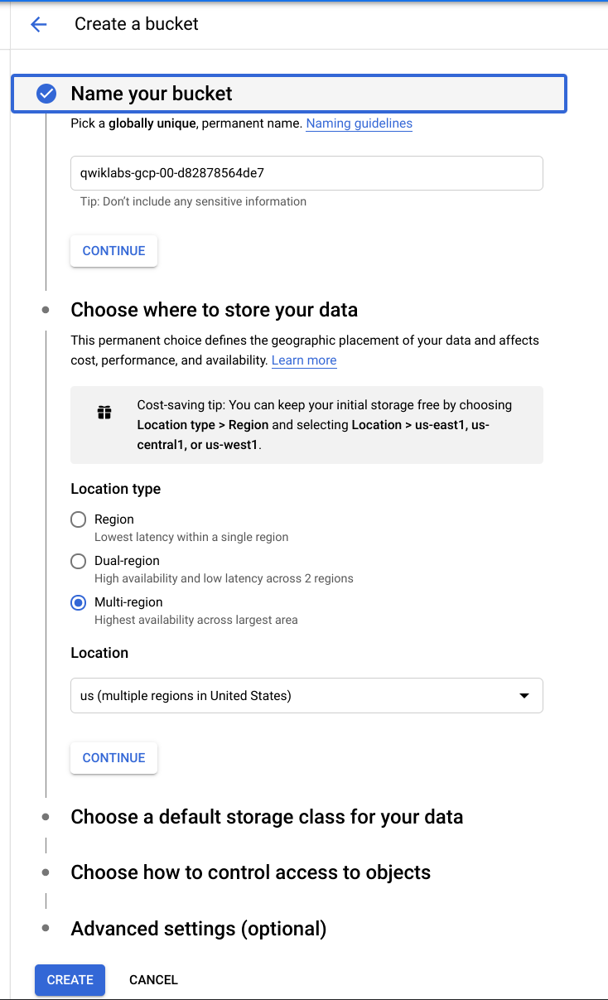 Create a bucket
Name your bucket
Pick a globally unique, permanent name. Naming guidelines
qwiklabs-gcp-00-d82878564de7
Tip: Don’t include any sensitive information
CONTINUE
Choose where to store your data
This permanent choice defines the geographic placement of your data and affects
cost, performance, and availability. Learn more
Cost-saving tip: You can keep your initial storage free by choosing
Location type > Region and selecting Location > us-east1, us-
central1, or us-west1.
Location type
Region
Lowest latency within a single region
Dual-region
High availability and low latency across 2 regions
Multi-region
Highest availability across largest area
Location
us (multiple regions in United States)
CONTINUE
Choose a default storage class for your data
Choose how to control access to objects
Advanced settings (optional)
CREATE CANCEL